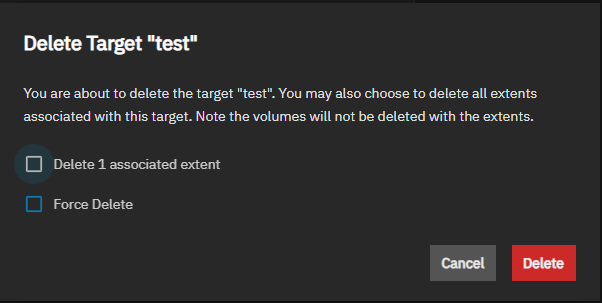 Delete Target "test"
You are about to delete the target "test". You may also choose to delete all extents
associated with this target. Note the volumes will not be deleted with the extents.
Delete 1 associated extent
Force Delete
Cancel Delete